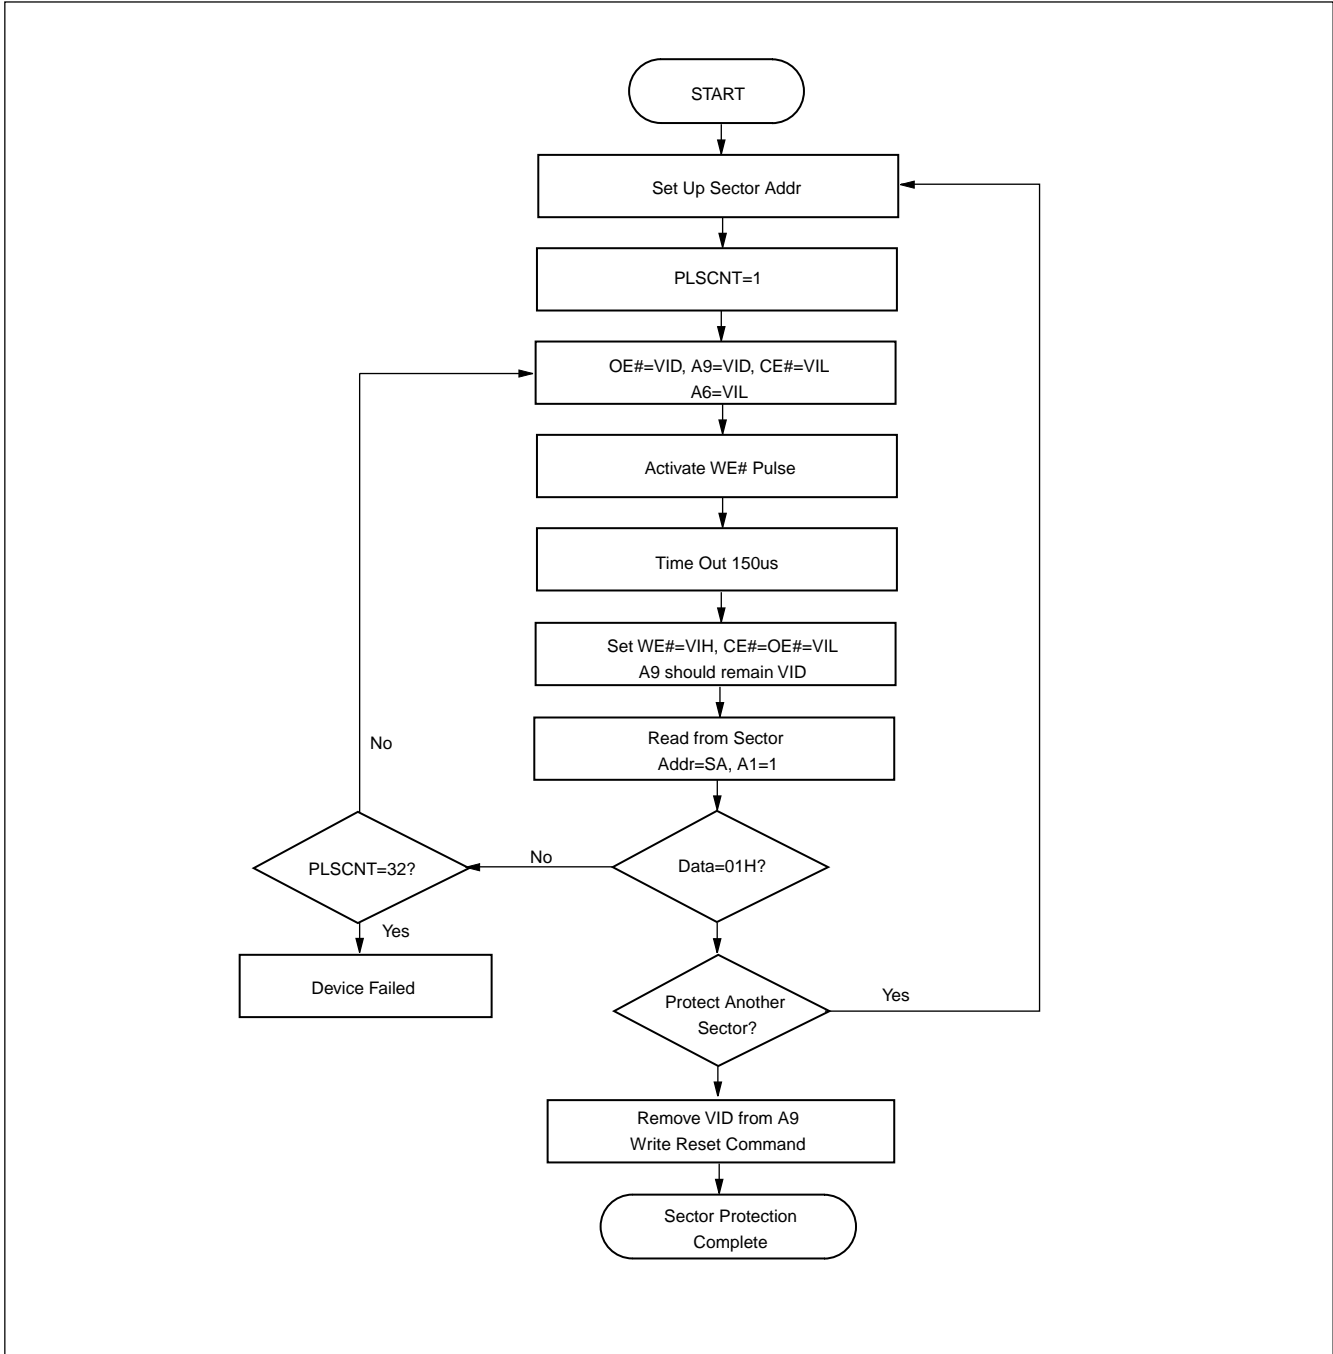 START
Set Up Sector Addr
PLSCNT=1
OE#=VID, A9=VID, CE#=VIL
A6=VIL
Activate WE# Pulse
Time Out 150us
Set WE#=VIH, CE#=OE#=VIL
A9 should remain VID
Read from Sector
Addr=SA, A1=1
No
PLSCNT=32?
No
Data=01H?
Yes
Device Failed
Protect Another
Sector?
Yes
Remove VID from A9
Write Reset Command
Sector Protection
Complete